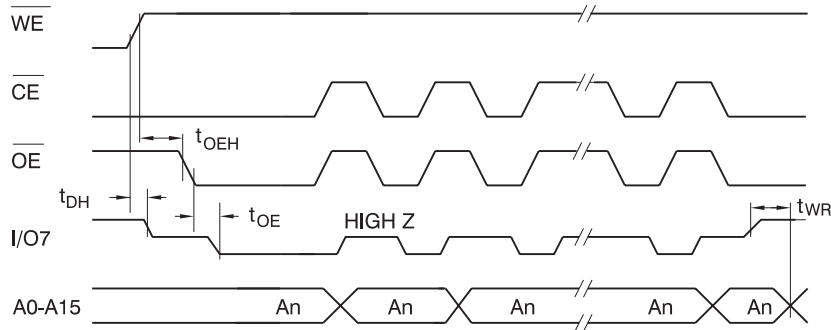 WE
CE
tOEH
OE
tDH
tOE
HIGH Z
tWR
I/O7
A0-A15 An An An An An